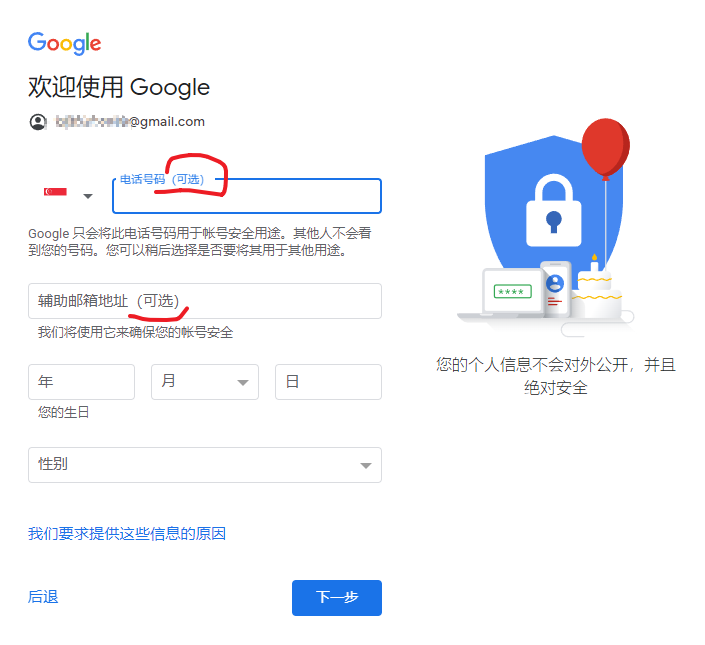 Google
欢迎使用 Google
@gmail.com
电话号码（可选）
Google 只会将此电话号码用于帐号安全用途。其他人不会看
到您的号码。您可以稍后选择是否要将其用于其他用途。
辅助邮箱地址（可选）
我们将使用它来确保您的帐号安全
年 月 日
您的生日
性别
我们要求提供这些信息的原因
后退 下一步
****
您的个人信息不会对外公开，并且
绝对安全